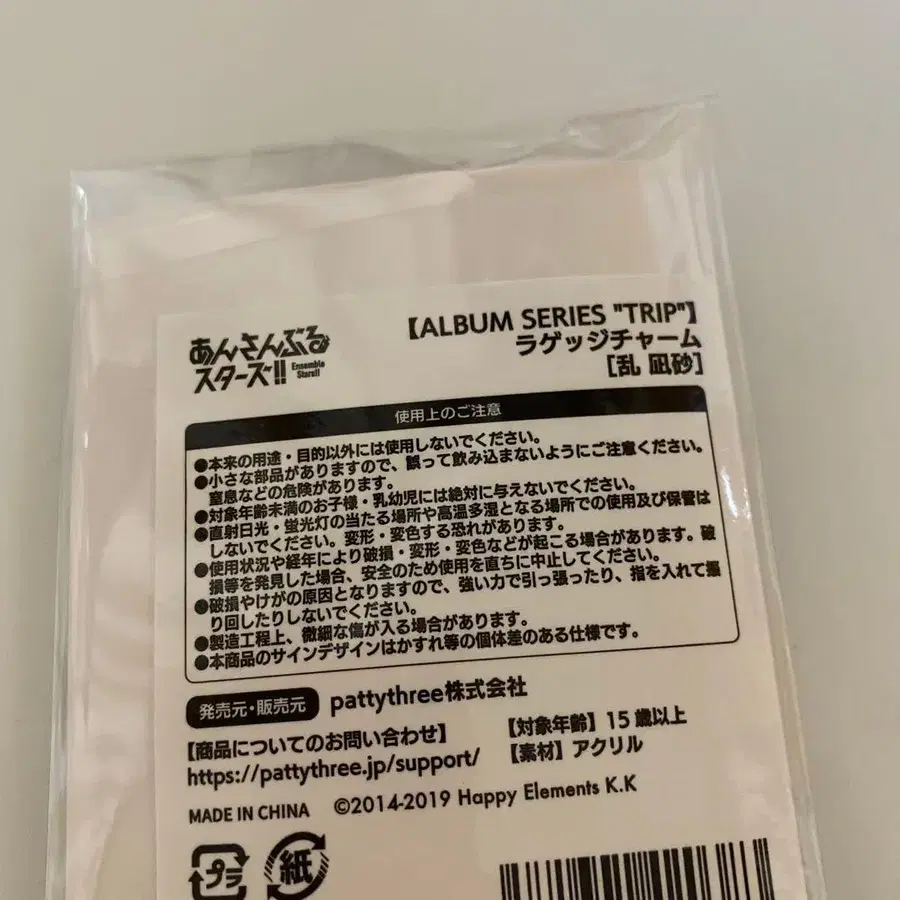 あんさんぶる
スターズ!!
Ensemble
Stars!!
【ALBUM SERIES "TRIP"】
ラゲッジチャーム
[乱 凪砂]
使用上のご注意
●本来の用途・目的以外には使用しないでください。
●小さな部品がありますので、誤って飲み込まないようにご注意ください。
窒息などの危険があります。
●対象年齢未満のお子様・乳幼児には絶対に与えないでください。
●直射日光・蛍光灯の当たる場所や高温多湿となる場所での使用及び保管は
しないでください。変形・変色する恐れがあります。
●使用状況や経年により破損・変形・変色などが起こる場合があります。破
損等を発見した場合、安全のため使用を直ちに中止してください。
●破損やけがの原因となりますので、強い力で引っ張ったり、指を入れて振
り回したりしないでください。
●製造工程上、微細な傷が入る場合があります。
●本商品のサインデザインはかすれ等の個体差のある仕様です。
発売元・販売元 pattythree株式会社
【商品についてのお問い合わせ】
https://pattythree.jp/support/
【対象年齢】15歳以上
【素材】アクリル
MADE IN CHINA ©2014-2019 Happy Elements K.K
プラ
紙